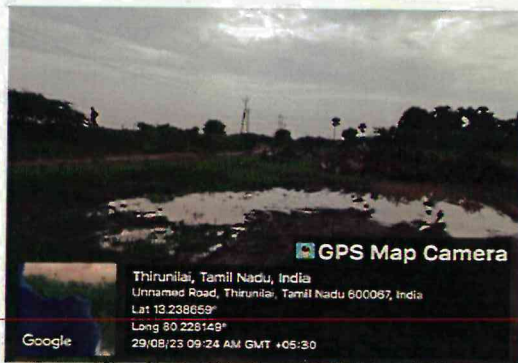 GPS Map Camera
Thirunilai, Tamil Nadu, India
Unnamed Road, Thirunilai, Tamil Nadu 600067, India
Lat 13.238659°
Long 80.228149°
29/08/23 09:24 AM GMT +05:30
Google